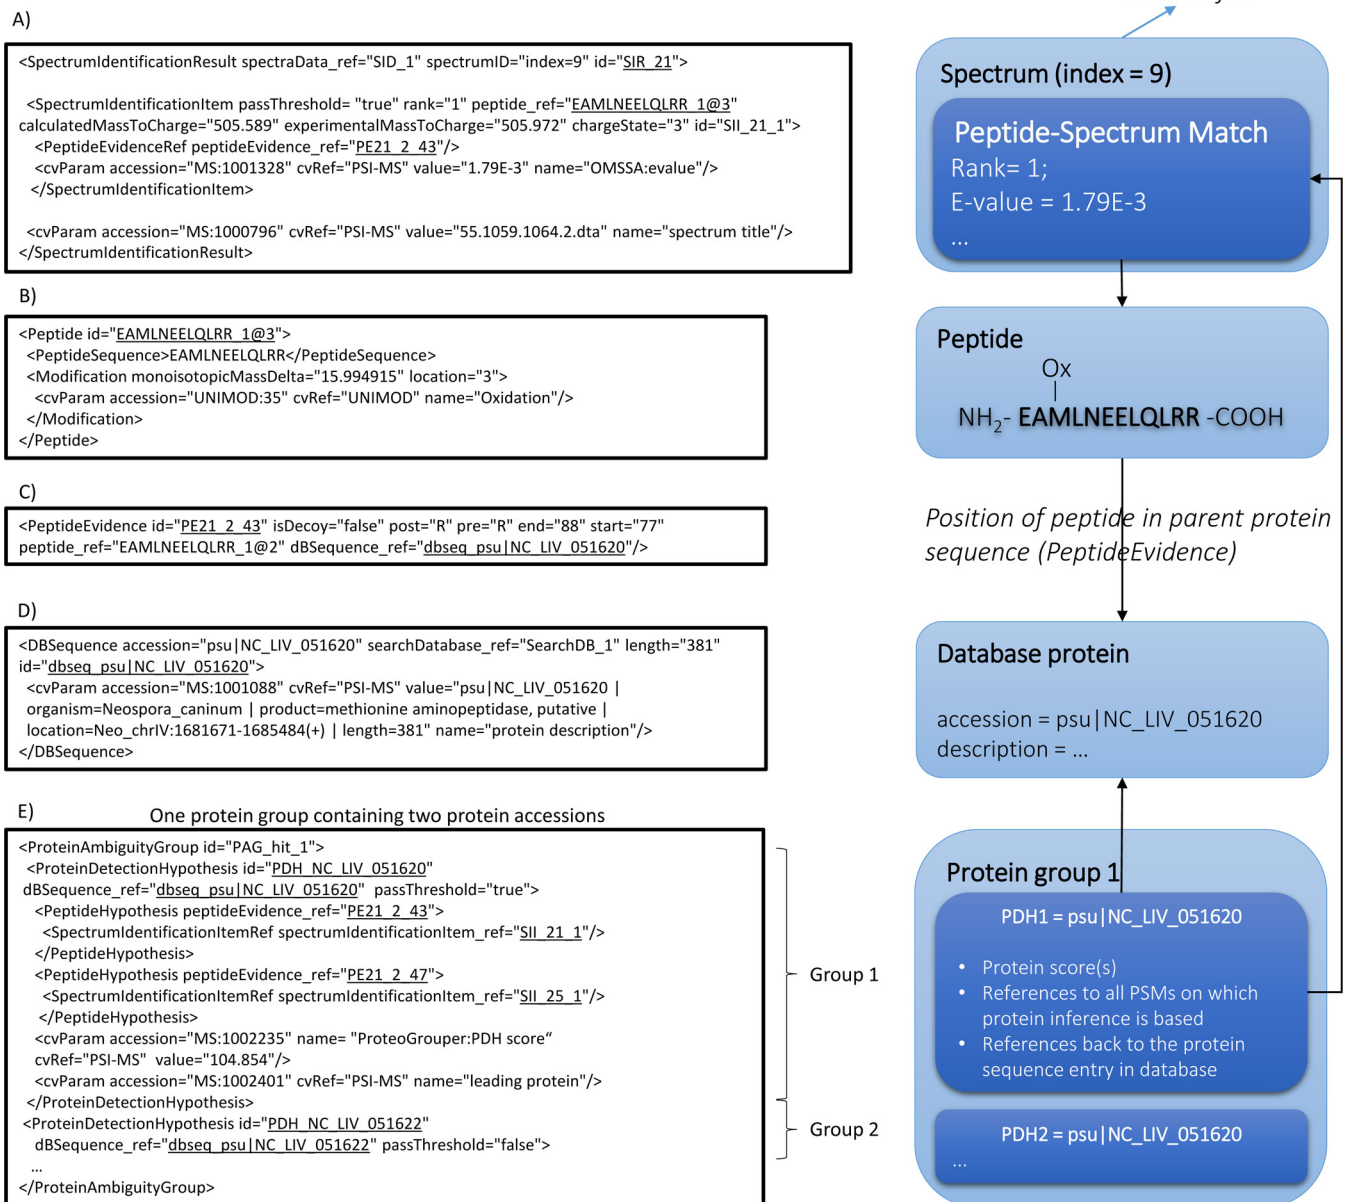 A)
<SpectrumIdentificationResult spectraData_ref="SID_1" spectrumID="index=9" id="SIR_21">
<SpectrumIdentificationItem passThreshold= "true" rank="1" peptide_ref="EAMLNEELQLRR_1@3"
calculatedMassToCharge="505.589" experimentalMassToCharge="505.972" chargeState="3" id="SII_21_1">
<PeptideEvidenceRef peptideEvidence_ref="PE21_2_43"/>
<cvParam accession="MS:1001328" cvRef="PSI-MS" value="1.79E-3" name="OMSSA:evalue"/>
</SpectrumIdentificationItem>
<cvParam accession="MS:1000796" cvRef="PSI-MS" value="55.1059.1064.2.dta" name="spectrum title"/>
</SpectrumIdentificationResult>
B)
<Peptide id="EAMLNEELQLRR_1@3">
<PeptideSequence>EAMLNEELQLRR</PeptideSequence>
<Modification monoisotopicMassDelta="15.994915" location="3">
<cvParam accession="UNIMOD:35" cvRef="UNIMOD" name="Oxidation"/>
</Modification>
</Peptide>
C)
<PeptideEvidence id="PE21_2_43" isDecoy="false" post="R" pre="R" end="88" start="77"
peptide_ref="EAMLNEELQLRR_1@2" dBSequence_ref="dbseq_psu|NC_LIV_051620"/>
D)
<DBSequence accession="psu|NC_LIV_051620" searchDatabase_ref="SearchDB_1" length="381"
id="dbseq_psu|NC_LIV_051620">
<cvParam accession="MS:1001088" cvRef="PSI-MS" value="psu|NC_LIV_051620 |
organism=Neospora_caninum | product=methionine aminopeptidase, putative |
location=Neo_chrIV:1681671-1685484(+) | length=381" name="protein description"/>
</DBSequence>
E)
One protein group containing two protein accessions
<ProteinAmbiguityGroup id="PAG_hit_1">
<ProteinDetectionHypothesis id="PDH_NC_LIV_051620"
dBSequence_ref="dbseq_psu|NC_LIV_051620" passThreshold="true">
<PeptideHypothesis peptideEvidence_ref="PE21_2_43">
<SpectrumIdentificationItemRef spectrumIdentificationItem_ref="SII_21_1"/>
</PeptideHypothesis>
<PeptideHypothesis peptideEvidence_ref="PE21_2_47">
<SpectrumIdentificationItemRef spectrumIdentificationItem_ref="SII_25_1"/>
</PeptideHypothesis>
<cvParam accession="MS:1002235" name= "ProteoGrouper:PDH score“
cvRef="PSI-MS" value="104.854"/>
<cvParam accession="MS:1002401" cvRef="PSI-MS" name="leading protein"/>
</ProteinDetectionHypothesis>
<ProteinDetectionHypothesis id="PDH_NC_LIV_051622"
dBSequence_ref="dbseq_psu|NC_LIV_051622" passThreshold="false">
...
</ProteinAmbiguityGroup>
Group 1
Group 2
Spectrum (index = 9)
Peptide-Spectrum Match
Rank= 1;
E-value = 1.79E-3
...
Peptide
Ox
NH2- EAMLNEELQLRR -COOH
Position of peptide in parent protein
sequence (PeptideEvidence)
Database protein
accession = psu|NC_LIV_051620
description = ...
Protein group 1
PDH1 = psu|NC_LIV_051620
• Protein score(s)
• References to all PSMs on which
protein inference is based
• References back to the protein
sequence entry in database
PDH2 = psu|NC_LIV_051620
...